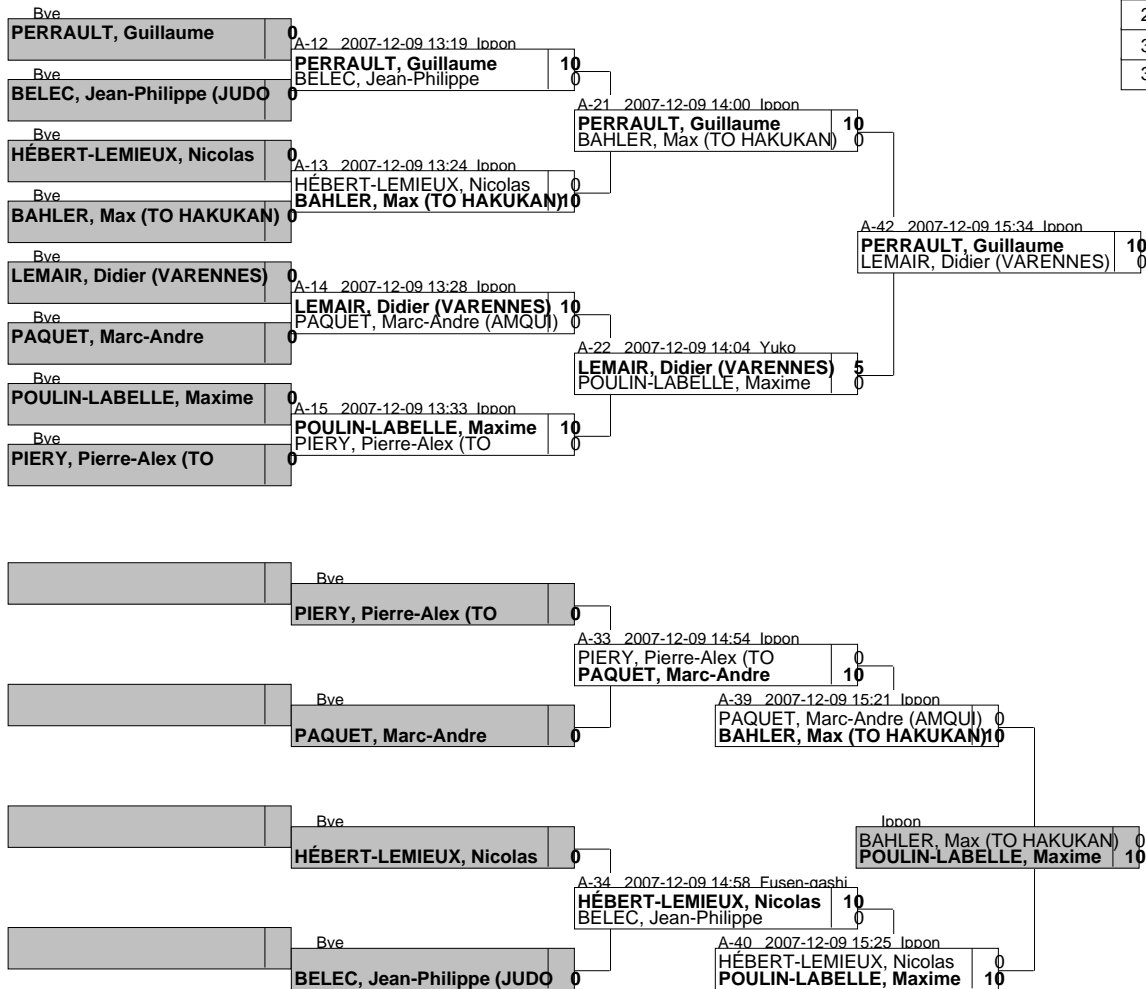 Bye
PERRAULT, Guillaume 0
Bye
BELEC, Jean-Philippe (JUDO 0
Bye
HÉBERT-LEMIEUX, Nicolas 0
Bye
BAHLER, Max (TO HAKUKAN) 0
Bye
LEMAIR, Didier (VARENNES) 0
Bye
PAQUET, Marc-Andre 0
Bye
POULIN-LABELLE, Maxime 0
Bye
PIERY, Pierre-Alex (TO 0
A-12 2007-12-09 13:19 Ippon
PERRAULT, Guillaume 10
BELEC, Jean-Philippe 0
A-13 2007-12-09 13:24 Ippon
HÉBERT-LEMIEUX, Nicolas 0
BAHLER, Max (TO HAKUKAN) 10
A-14 2007-12-09 13:28 Ippon
LEMAIR, Didier (VARENNES) 10
PAQUET, Marc-Andre (AMQUI) 0
A-15 2007-12-09 13:33 Ippon
POULIN-LABELLE, Maxime 10
PIERY, Pierre-Alex (TO 0
A-21 2007-12-09 14:00 Ippon
PERRAULT, Guillaume 10
BAHLER, Max (TO HAKUKAN) 0
A-22 2007-12-09 14:04 Yuko
LEMAIR, Didier (VARENNES) 5
POULIN-LABELLE, Maxime 0
A-42 2007-12-09 15:34 Ippon
PERRAULT, Guillaume 10
LEMAIR, Didier (VARENNES) 0
2
3
3
Bye
PIERY, Pierre-Alex (TO 0
Bye
PAQUET, Marc-Andre 0
Bye
HÉBERT-LEMIEUX, Nicolas 0
Bye
BELEC, Jean-Philippe (JUDO 0
A-33 2007-12-09 14:54 Ippon
PIERY, Pierre-Alex (TO 0
PAQUET, Marc-Andre 10
A-34 2007-12-09 14:58 Fusen-gashi
HÉBERT-LEMIEUX, Nicolas 10
BELEC, Jean-Philippe 0
A-39 2007-12-09 15:21 Ippon
PAQUET, Marc-Andre (AMQUI) 0
BAHLER, Max (TO HAKUKAN) 10
A-40 2007-12-09 15:25 Ippon
HÉBERT-LEMIEUX, Nicolas 0
POULIN-LABELLE, Maxime 10
Ippon
BAHLER, Max (TO HAKUKAN) 0
POULIN-LABELLE, Maxime 10